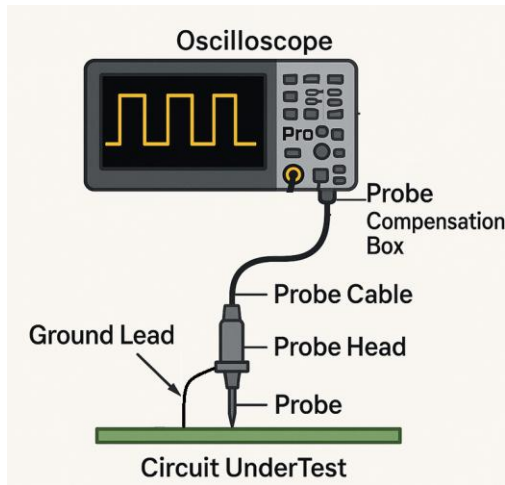 Oscilloscope
Pro
Probe
Compensation
Box
Probe Cable
Ground Lead
Probe Head
Probe
Circuit UnderTest